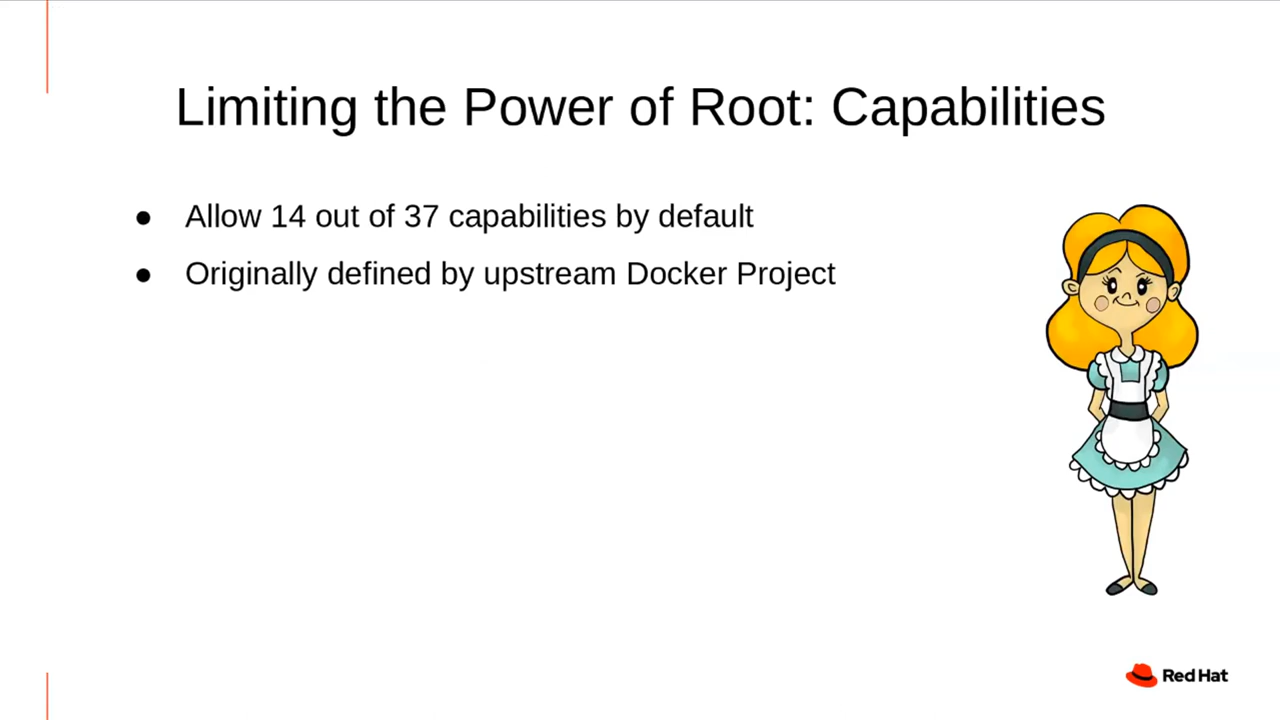 Limiting the Power of Root: Capabilities
● Allow 14 out of 37 capabilities by default
● Originally defined by upstream Docker Project
Red Hat